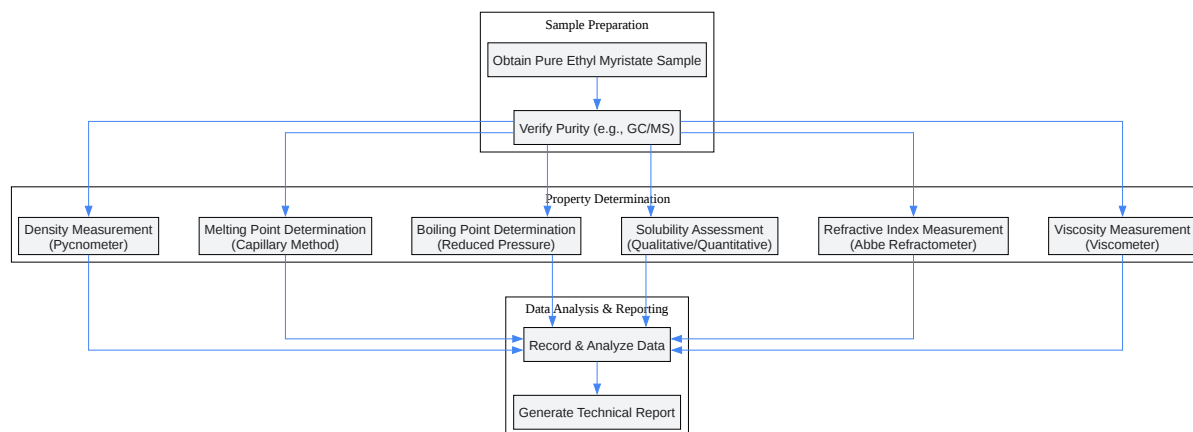 Sample Preparation
Obtain Pure Ethyl Myristate Sample
Verify Purity (e.g., GC/MS)
Property Determination
Density Measurement
(Pycnometer)
Melting Point Determination
(Capillary Method)
Boiling Point Determination
(Reduced Pressure)
Solubility Assessment
(Qualitative/Quantitative)
Refractive Index Measurement
(Abbe Refractometer)
Viscosity Measurement
(Viscometer)
Data Analysis & Reporting
Record & Analyze Data
Generate Technical Report